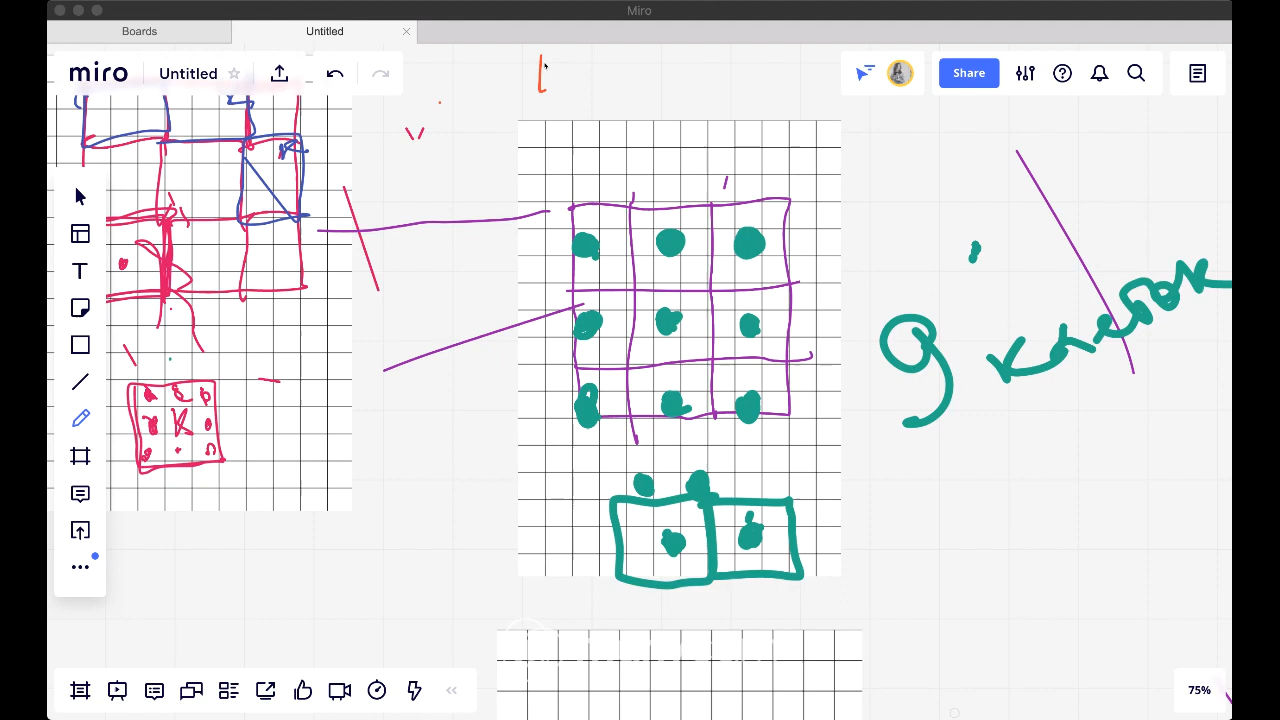 Miro
Boards
Untitled
miro
Untitled
Share
T
9 клеток
K
75%